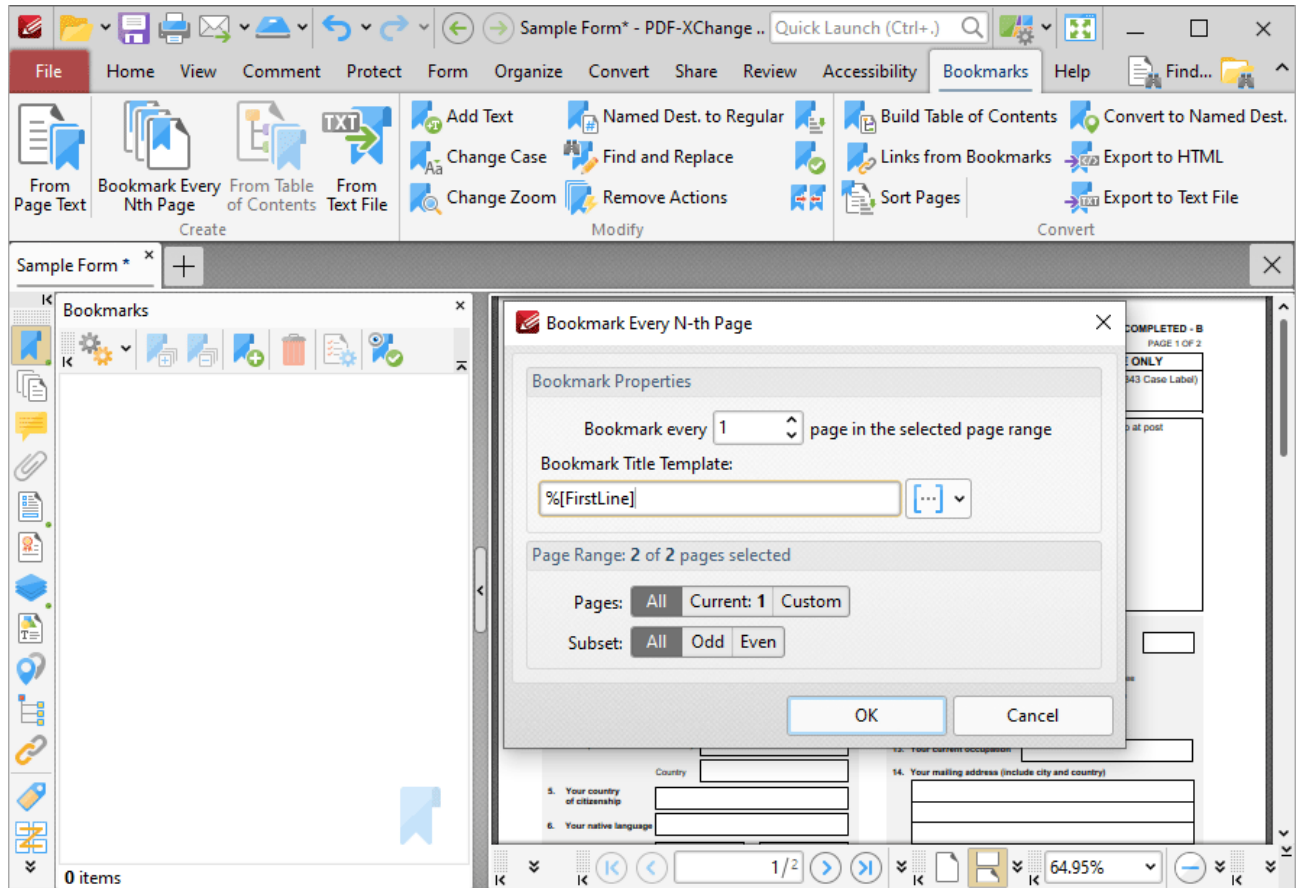 Sample Form* - PDF-XChange .. Quick Launch (Ctrl+.)
File Home View Comment Protect Form Organize Convert Share Review Accessibility Bookmarks Help Find...
From Page Text
Bookmark Every Nth Page
From Table of Contents
From Text File
Create
TXT
Add Text
Change Case
Change Zoom
Named Dest. to Regular
Find and Replace
Remove Actions
Modify
Build Table of Contents
Links from Bookmarks
Sort Pages
Convert to Named Dest.
Export to HTML
Export to Text File
Convert
Sample Form *
Bookmarks
0 items
Bookmark Every N-th Page
Bookmark Properties
Bookmark every 1 page in the selected page range
Bookmark Title Template:
%[FirstLine]
Page Range: 2 of 2 pages selected
Pages: All Current: 1 Custom
Subset: All Odd Even
OK Cancel
COMPLETED - B
PAGE 1 OF 2
ONLY
Case Label)
at post
Country
5. Your country of citizenship
6. Your native language
13. Your current occupation
14. Your mailing address (include city and country)
1/2
64.95%